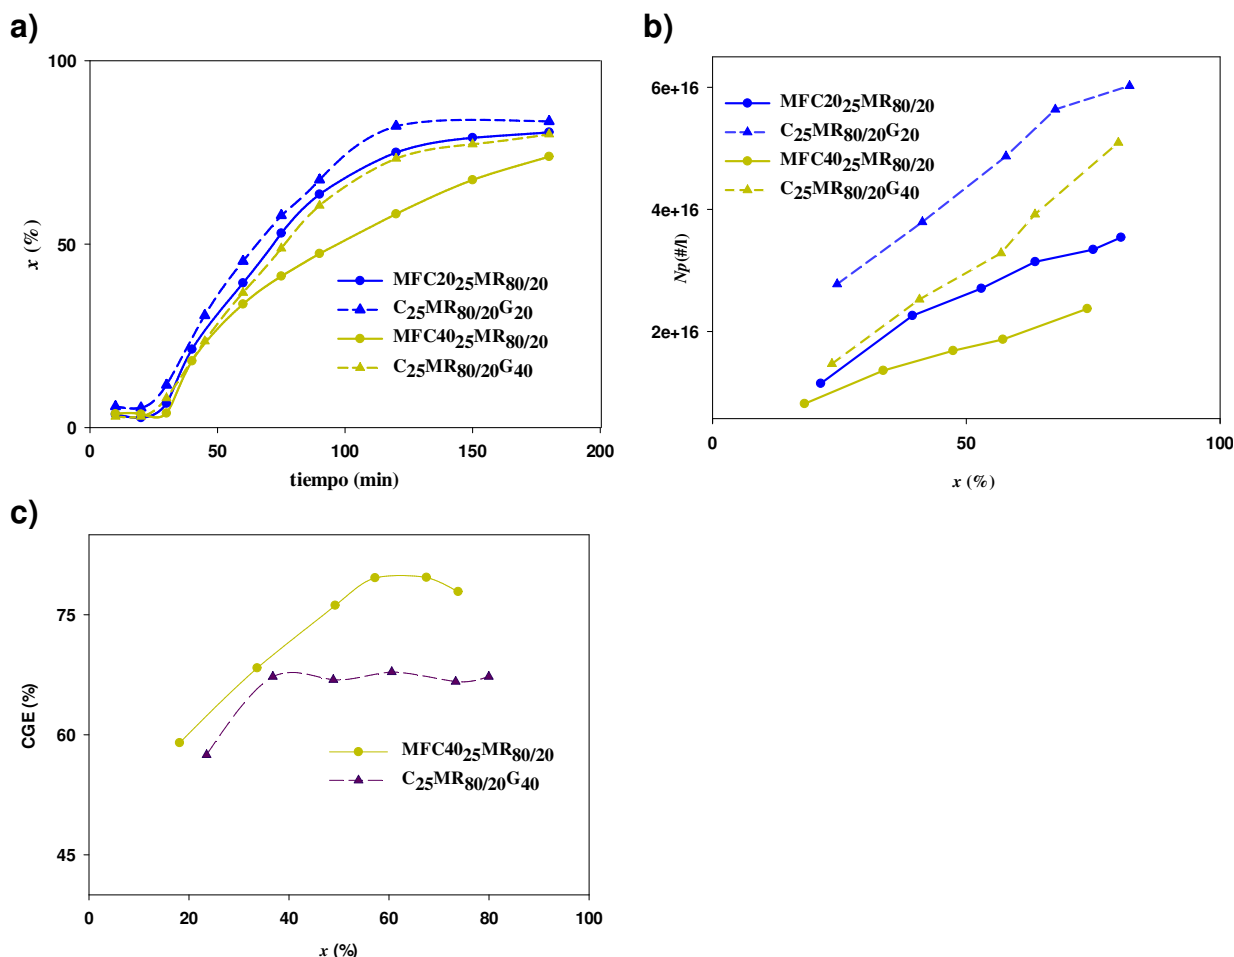 a)
100
50
0
x (%)
0 50 100 150 200
tiempo (min)
MFC2025MR80/20
C25MR80/20G20
MFC4025MR80/20
C25MR80/20G40
b)
6e+16
4e+16
2e+16
Np(#/l)
0 50 100
x (%)
MFC2025MR80/20
C25MR80/20G20
MFC4025MR80/20
C25MR80/20G40
c)
75
60
45
CGE (%)
0 20 40 60 80 100
x (%)
MFC4025MR80/20
C25MR80/20G40